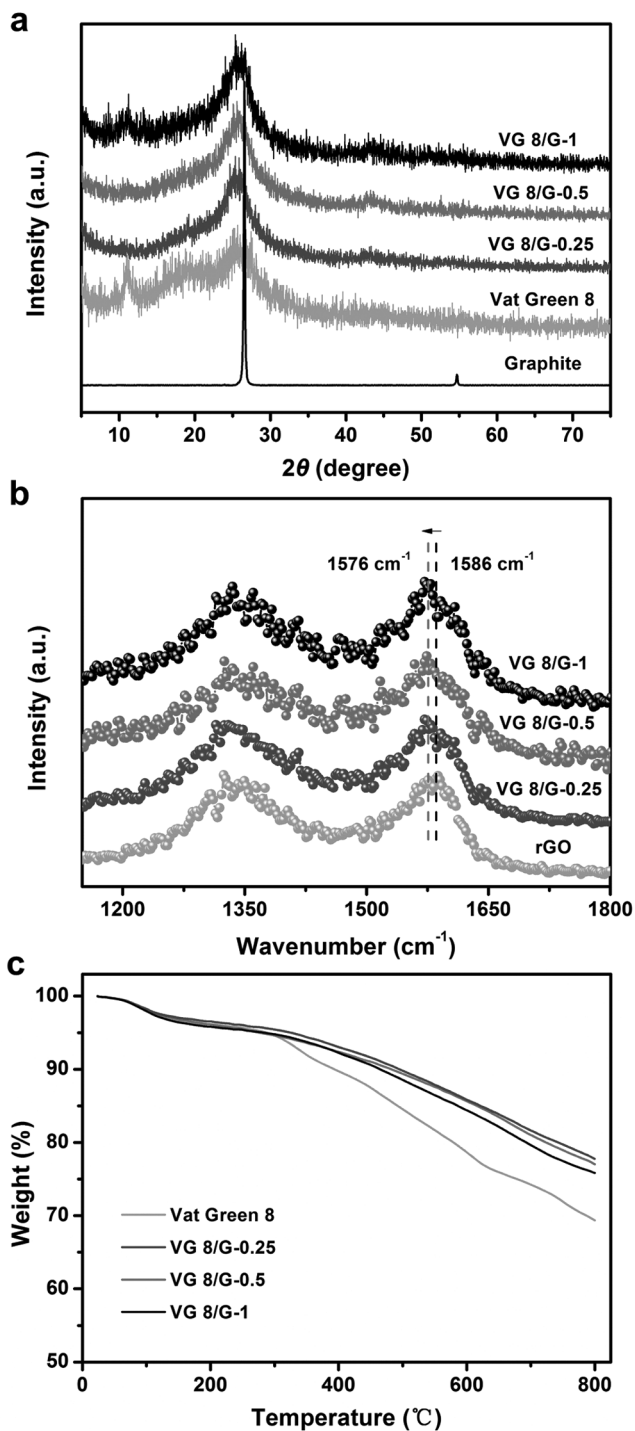 a
Intensity (a.u.)
VG 8/G-1
VG 8/G-0.5
VG 8/G-0.25
Vat Green 8
Graphite
10 20 30 40 50 60 70
2θ (degree)
b
Intensity (a.u.)
1576 cm⁻¹ 1586 cm⁻¹
VG 8/G-1
VG 8/G-0.5
VG 8/G-0.25
rGO
1200 1350 1500 1650 1800
Wavenumber (cm⁻¹)
c
Weight (%)
100
90
80
70
60
50
Vat Green 8
VG 8/G-0.25
VG 8/G-0.5
VG 8/G-1
0 200 400 600 800
Temperature (℃)